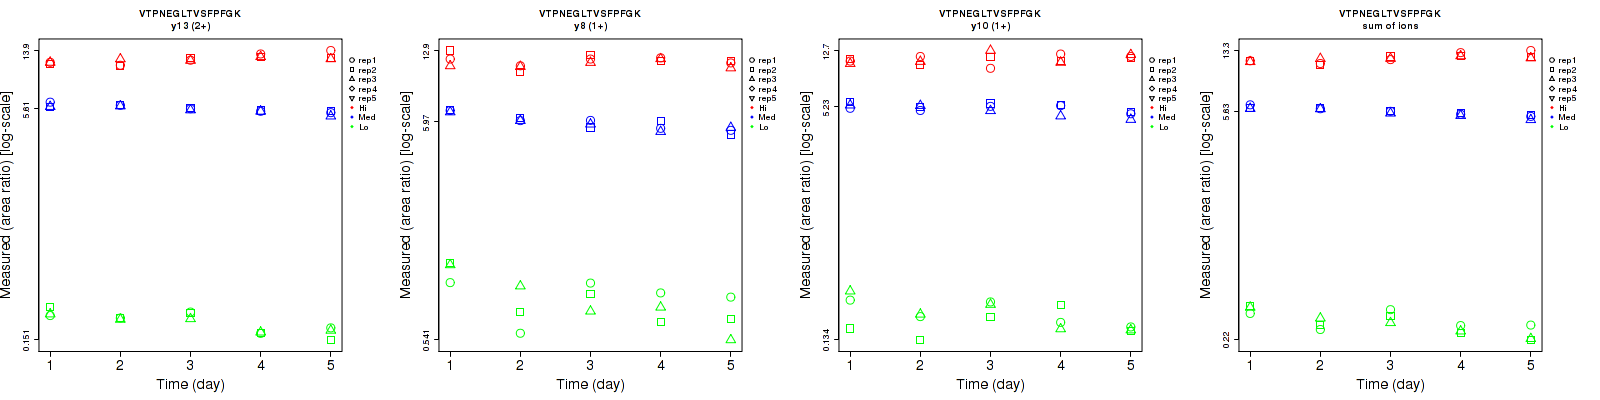 VTPNEGLTVSFPFGK
y13 (2+)
Measured (area ratio) [log-scale]
13.9
5.61
0.151
1 2 3 4 5
Time (day)
rep1
rep2
rep3
rep4
rep5
Hi
Med
Lo
VTPNEGLTVSFPFGK
y8 (1+)
Measured (area ratio) [log-scale]
12.9
5.97
0.541
1 2 3 4 5
Time (day)
rep1
rep2
rep3
rep4
rep5
Hi
Med
Lo
VTPNEGLTVSFPFGK
y10 (1+)
Measured (area ratio) [log-scale]
12.7
5.23
0.134
1 2 3 4 5
Time (day)
rep1
rep2
rep3
rep4
rep5
Hi
Med
Lo
VTPNEGLTVSFPFGK
sum of ions
Measured (area ratio) [log-scale]
13.3
5.63
0.22
1 2 3 4 5
Time (day)
rep1
rep2
rep3
rep4
rep5
Hi
Med
Lo